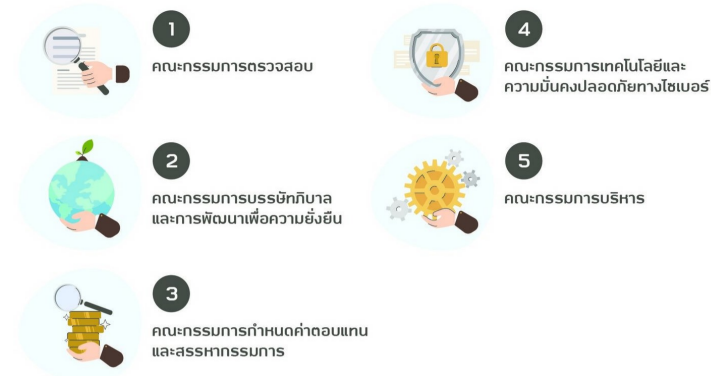 1
คณะกรรมการตรวจสอบ
2
คณะกรรมการบรรษัทภิบาล
และการพัฒนาเพื่อความยั่งยืน
3
คณะกรรมการกำหนดค่าตอบแทน
และสรรหากรรมการ
4
คณะกรรมการเทคโนโลยีและ
ความมั่นคงปลอดภัยทางไซเบอร์
5
คณะกรรมการบริหาร